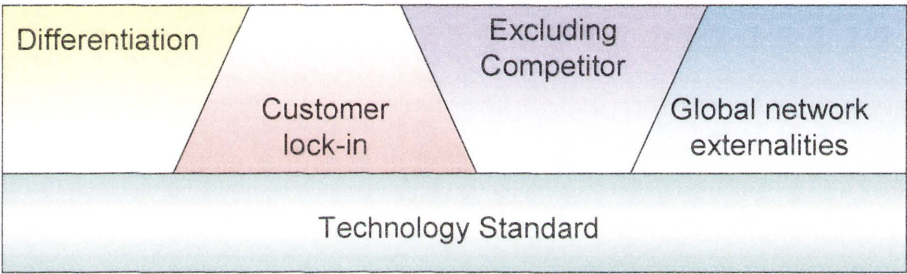 Differentiation
Customer
lock-in
Excluding
Competitor
Global network
externalities
Technology Standard